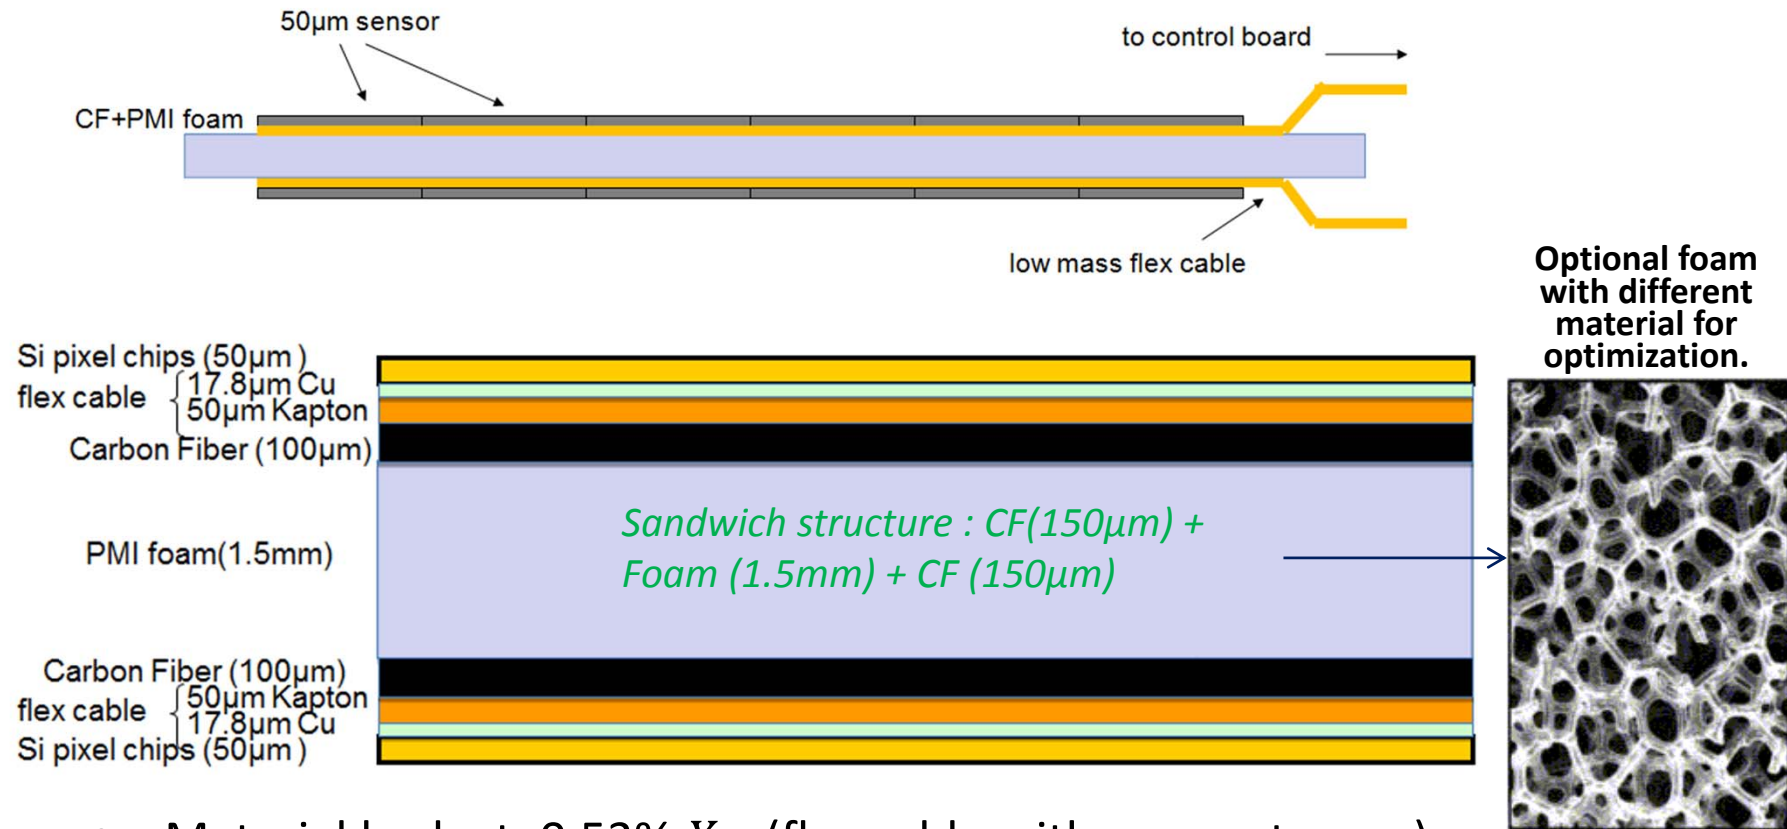 50µm sensor
to control board
CF+PMI foam
low mass flex cable
Optional foam
with different
material for
optimization.
Si pixel chips (50µm )
flex cable
17.8µm Cu
50µm Kapton
Carbon Fiber (100µm)
Sandwich structure : CF(150µm) +
Foam (1.5mm) + CF (150µm)
PMI foam(1.5mm)
Carbon Fiber (100µm)
flex cable
50µm Kapton
17.8µm Cu
Si pixel chips (50µm )